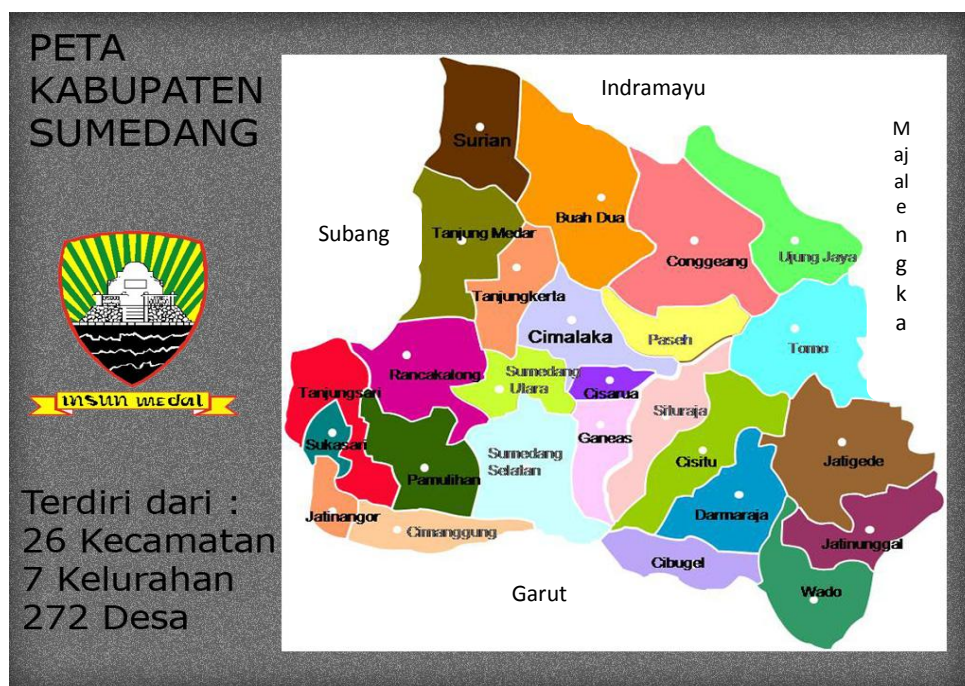 PETA
KABUPATEN
SUMEDANG
insun medal
Terdiri dari :
26 Kecamatan
7 Kelurahan
272 Desa
Indramayu
M
aj
al
e
n
g
k
a
Subang
Garut
Surian
Buah Dua
Tanjung Medar
Conggeang
Ujung Jaya
Tanjungkerta
Cimalaka
Paseh
Tomo
Rancakalong
Sumedang
Utara
Cisarua
Tanjungsari
Situraja
Sukasari
Ganeas
Sumedang
Selatan
Cisitu
Jatigede
Pamulihan
Jatinangor
Cimanggung
Darmaraja
Jatinunggal
Cibugel
Wado